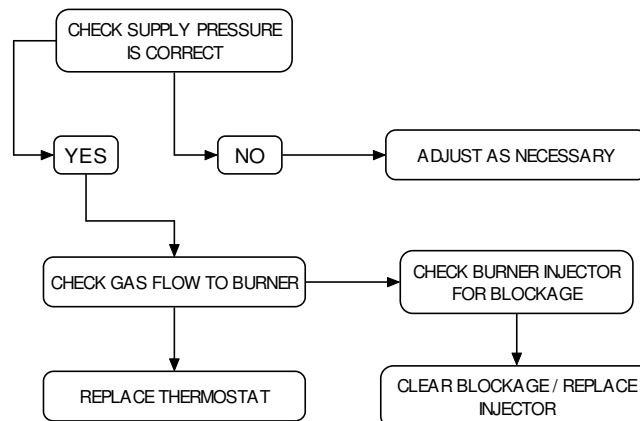 CHECK SUPPLY PRESSURE
IS CORRECT
YES
NO
ADJUST AS NECESSARY
CHECK GAS FLOW TO BURNER
CHECK BURNER INJECTOR
FOR BLOCKAGE
REPLACE THERMOSTAT
CLEAR BLOCKAGE / REPLACE
INJECTOR